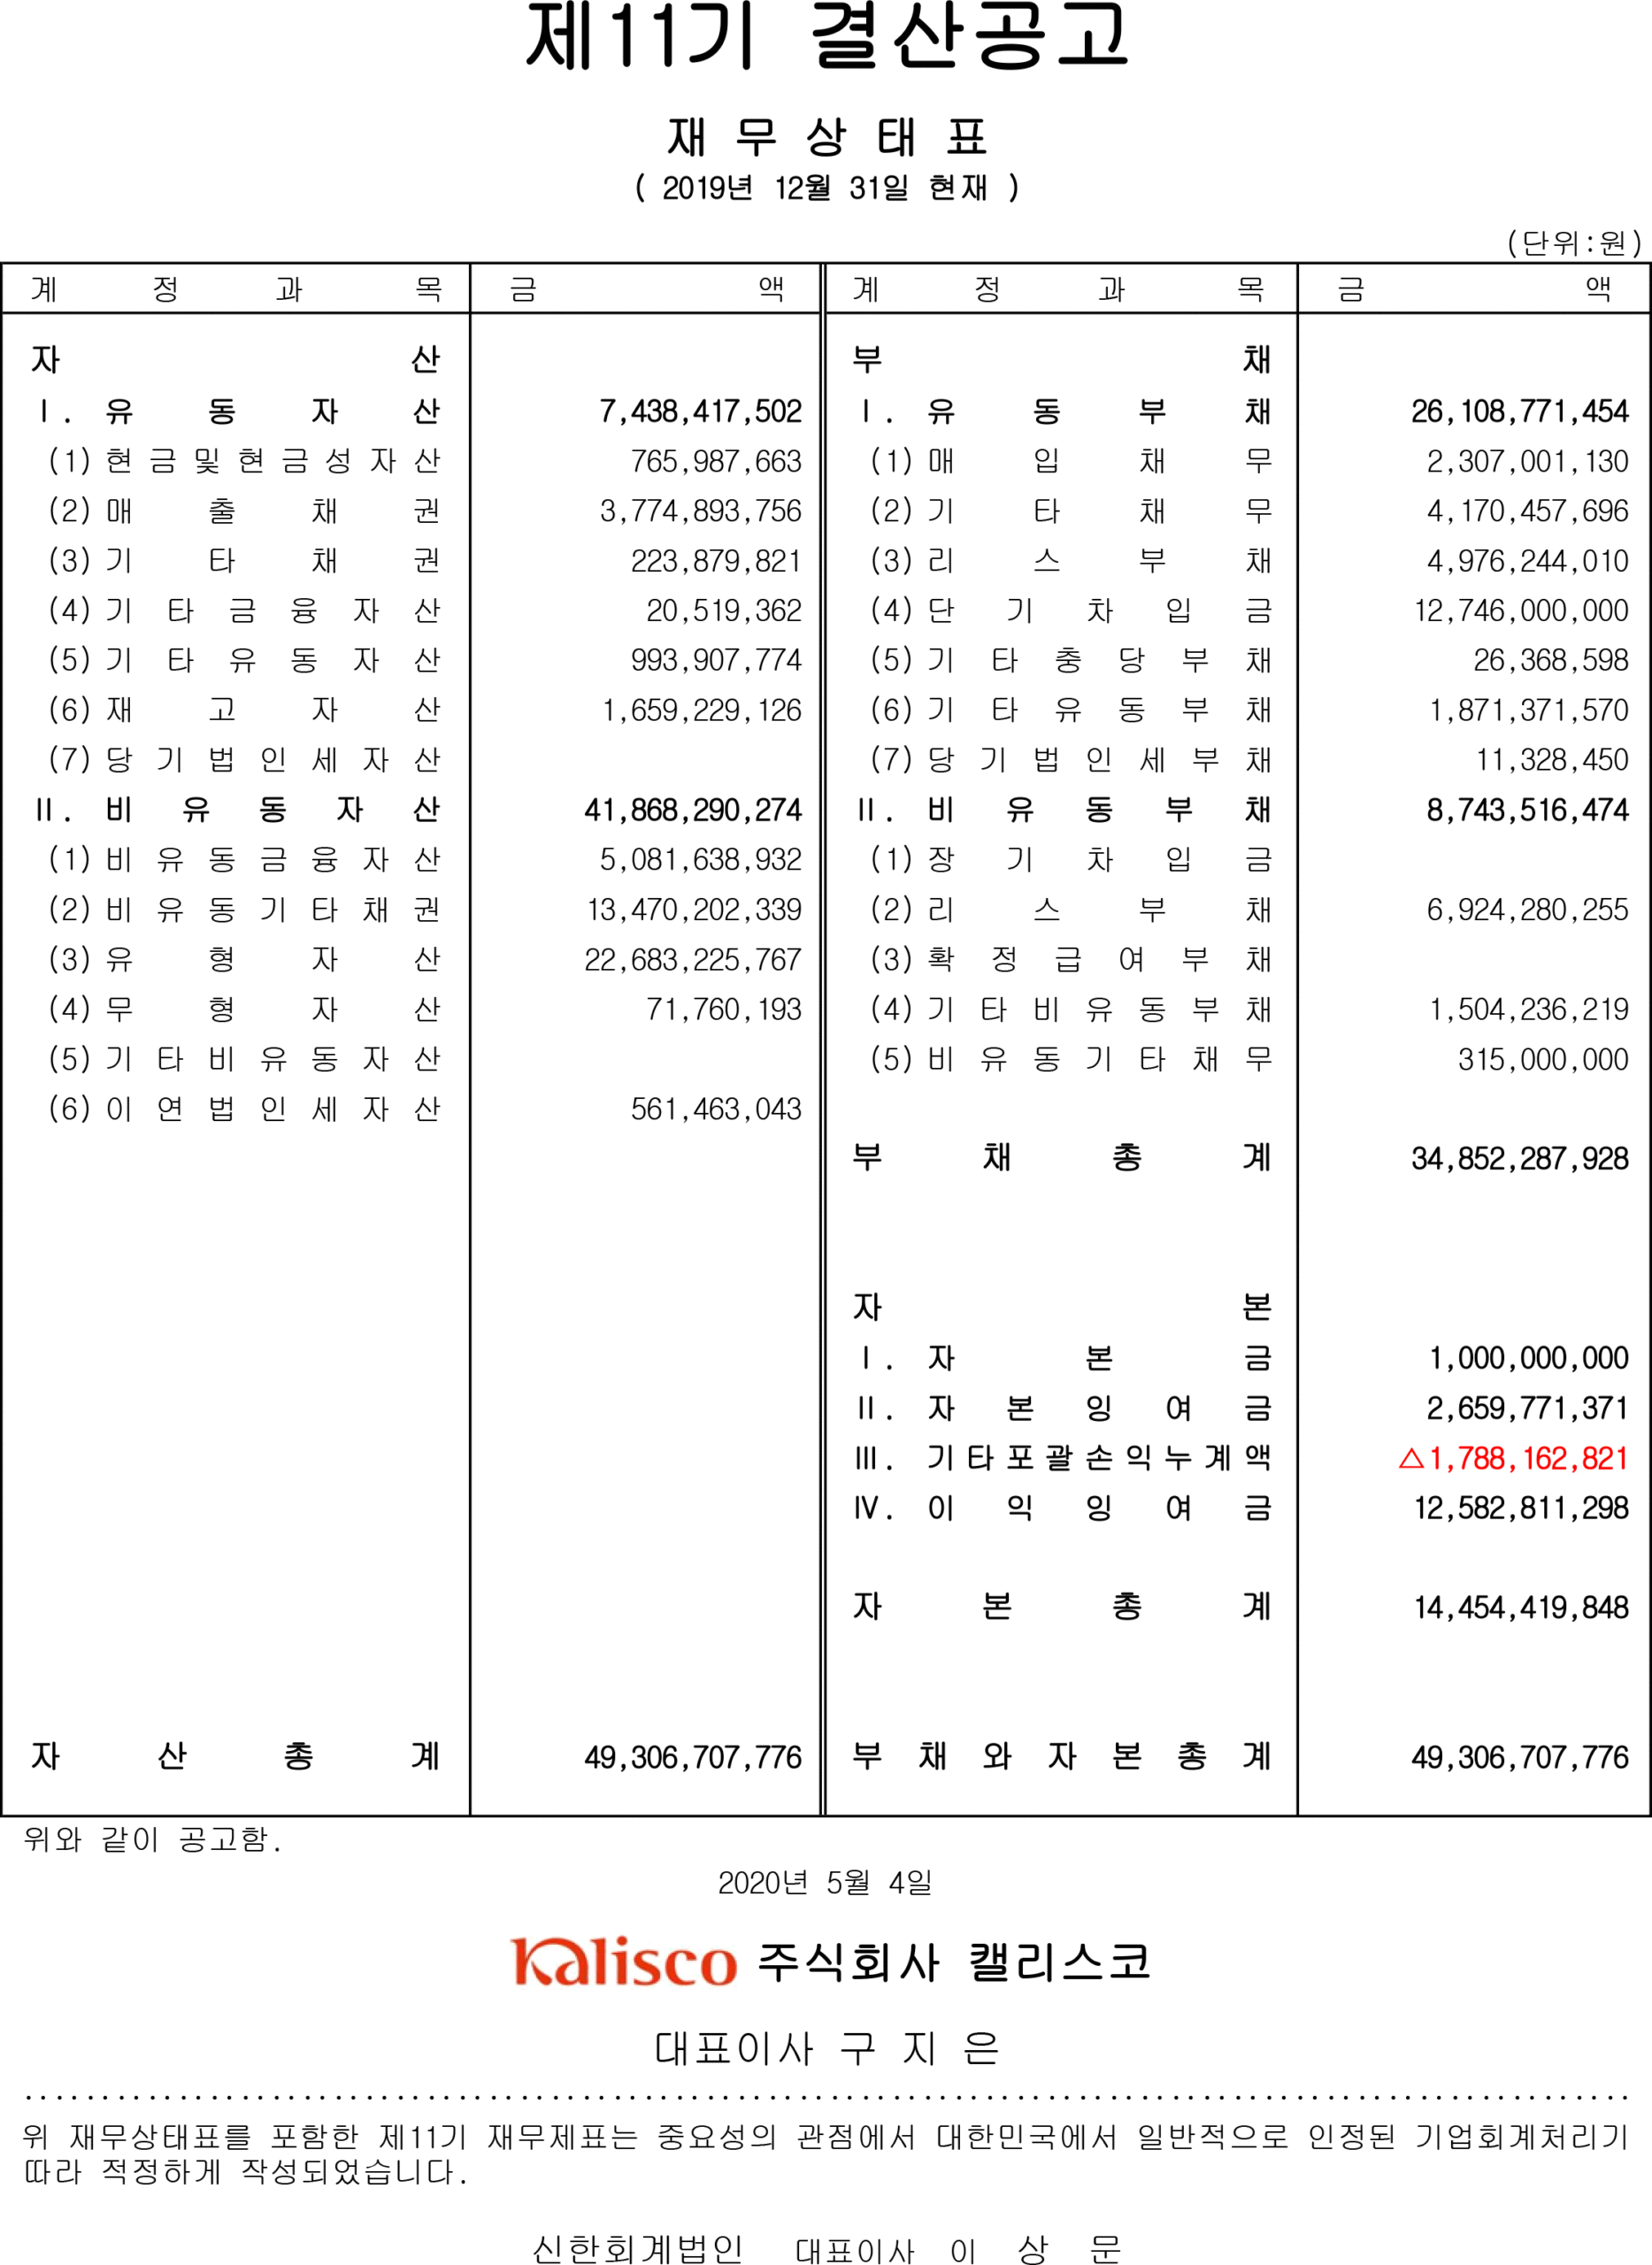 제11기 결산공고
재 무 상 태 표
( 2019년 12월 31일 현재 )
(단위:원)
계 정 과 목 금 액 계 정 과 목 금 액
자 산 부 채
Ⅰ. 유 동 자 산 7,438,417,502 Ⅰ. 유 동 부 채 26,108,771,454
(1) 현금및현금성자산 765,987,663 (1) 매 입 채 무 2,307,001,130
(2) 매 출 채 권 3,774,893,756 (2) 기 타 채 무 4,170,457,696
(3) 기 타 채 권 223,879,821 (3) 리 스 부 채 4,976,244,010
(4) 기 타 금 융 자 산 20,519,362 (4) 단 기 차 입 금 12,746,000,000
(5) 기 타 유 동 자 산 993,907,774 (5) 기 타 충 당 부 채 26,368,598
(6) 재 고 자 산 1,659,229,126 (6) 기 타 유 동 부 채 1,871,371,570
(7) 당 기 법 인 세 자 산 (7) 당 기 법 인 세 부 채 11,328,450
Ⅱ. 비 유 동 자 산 41,868,290,274 Ⅱ. 비 유 동 부 채 8,743,516,474
(1) 비 유 동 금 융 자 산 5,081,638,932 (1) 장 기 차 입 금
(2) 비 유 동 기 타 채 권 13,470,202,339 (2) 리 스 부 채 6,924,280,255
(3) 유 형 자 산 22,683,225,767 (3) 확 정 급 여 부 채
(4) 무 형 자 산 71,760,193 (4) 기 타 비 유 동 부 채 1,504,236,219
(5) 기 타 비 유 동 자 산 (5) 비 유 동 기 타 채 무 315,000,000
(6) 이 연 법 인 세 자 산 561,463,043
부 채 총 계 34,852,287,928
자 본
Ⅰ. 자 본 금 1,000,000,000
Ⅱ. 자 본 잉 여 금 2,659,771,371
Ⅲ. 기타포괄손익누계액 △1,788,162,821
Ⅳ. 이 익 잉 여 금 12,582,811,298
자 본 총 계 14,454,419,848
자 산 총 계 49,306,707,776 부 채 와 자 본 총 계 49,306,707,776
위와 같이 공고함.
2020년 5월 4일
Kalisco 주식회사 캘리스코
대표이사 구 지 은
위 재무상태표를 포함한 제11기 재무제표는 중요성의 관점에서 대한민국에서 일반적으로 인정된 기업회계처리기
따라 적정하게 작성되었습니다.
신한회계법인 대표이사 이 상 문